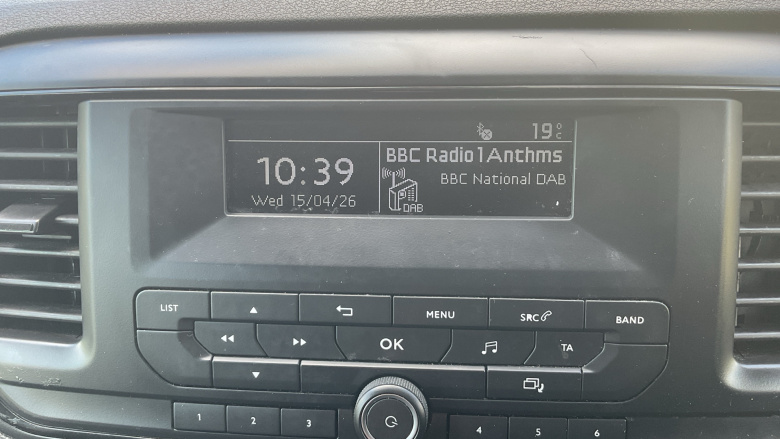 19°C
10:39
Wed 15/04/26
BBC Radio 1 Anthms
BBC National DAB
DAB
LIST
MENU
SRC
BAND
OK
TA
1
2
3
4
5
6